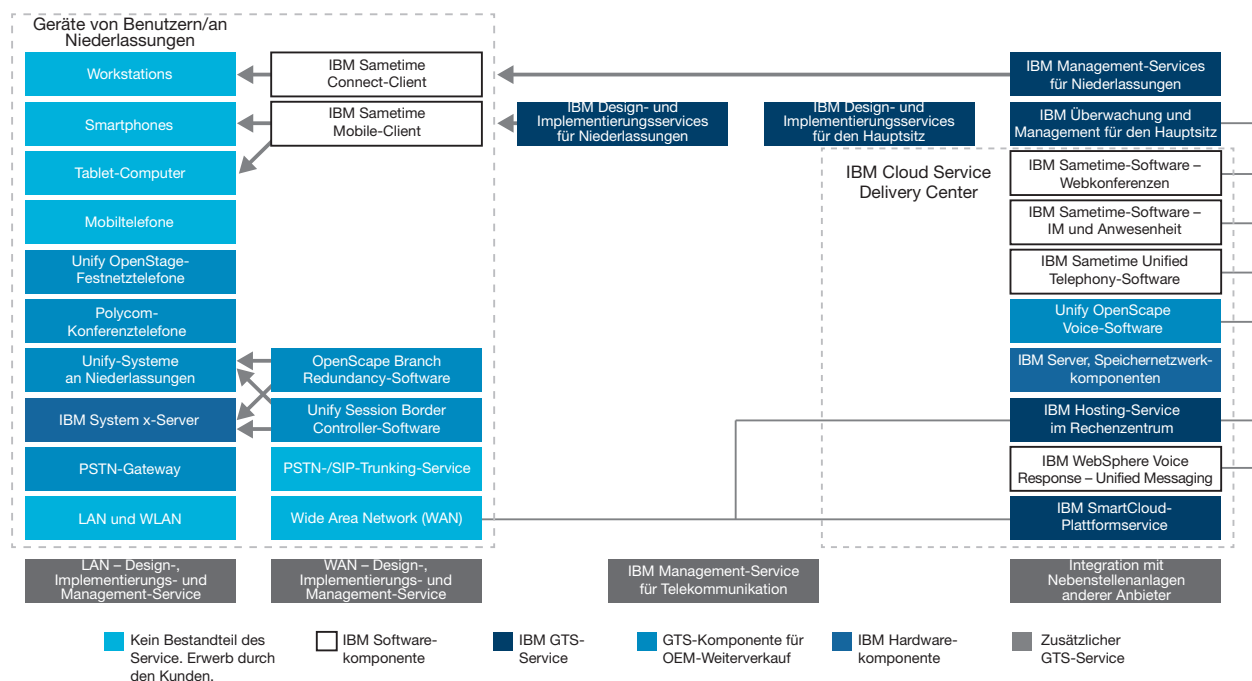 Geräte von Benutzern/an
Niederlassungen
Workstations
Smartphones
Tablet-Computer
Mobiltelefone
Unify OpenStage-
Festnetztelefone
Polycom-
Konferenztelefone
Unify-Systeme
an Niederlassungen
IBM System x-Server
PSTN-Gateway
LAN und WLAN
IBM Sametime
Connect-Client
IBM Sametime
Mobile-Client
OpenScape Branch
Redundancy-Software
Unify Session Border
Controller-Software
PSTN-/SIP-Trunking-Service
Wide Area Network (WAN)
IBM Design- und
Implementierungsservices
für Niederlassungen
IBM Design- und
Implementierungsservices
für den Hauptsitz
IBM Management-Services
für Niederlassungen
IBM Überwachung und
Management für den Hauptsitz
IBM Cloud Service
Delivery Center
IBM Sametime-Software –
Webkonferenzen
IBM Sametime-Software –
IM und Anwesenheit
IBM Sametime Unified
Telephony-Software
Unify OpenScape
Voice-Software
IBM Server, Speichernetzwerk-
komponenten
IBM Hosting-Service
im Rechenzentrum
IBM WebSphere Voice
Response – Unified Messaging
IBM SmartCloud-
Plattformservice
LAN – Design-,
Implementierungs- und
Management-Service
WAN – Design-,
Implementierungs- und
Management-Service
IBM Management-Service
für Telekommunikation
Integration mit
Nebenstellenanlagen
anderer Anbieter
Kein Bestandteil des
Service. Erwerb durch
den Kunden.
IBM Software-
komponente
IBM GTS-
Service
GTS-Komponente für
OEM-Weiterverkauf
IBM Hardware-
komponente
Zusätzlicher
GTS-Service